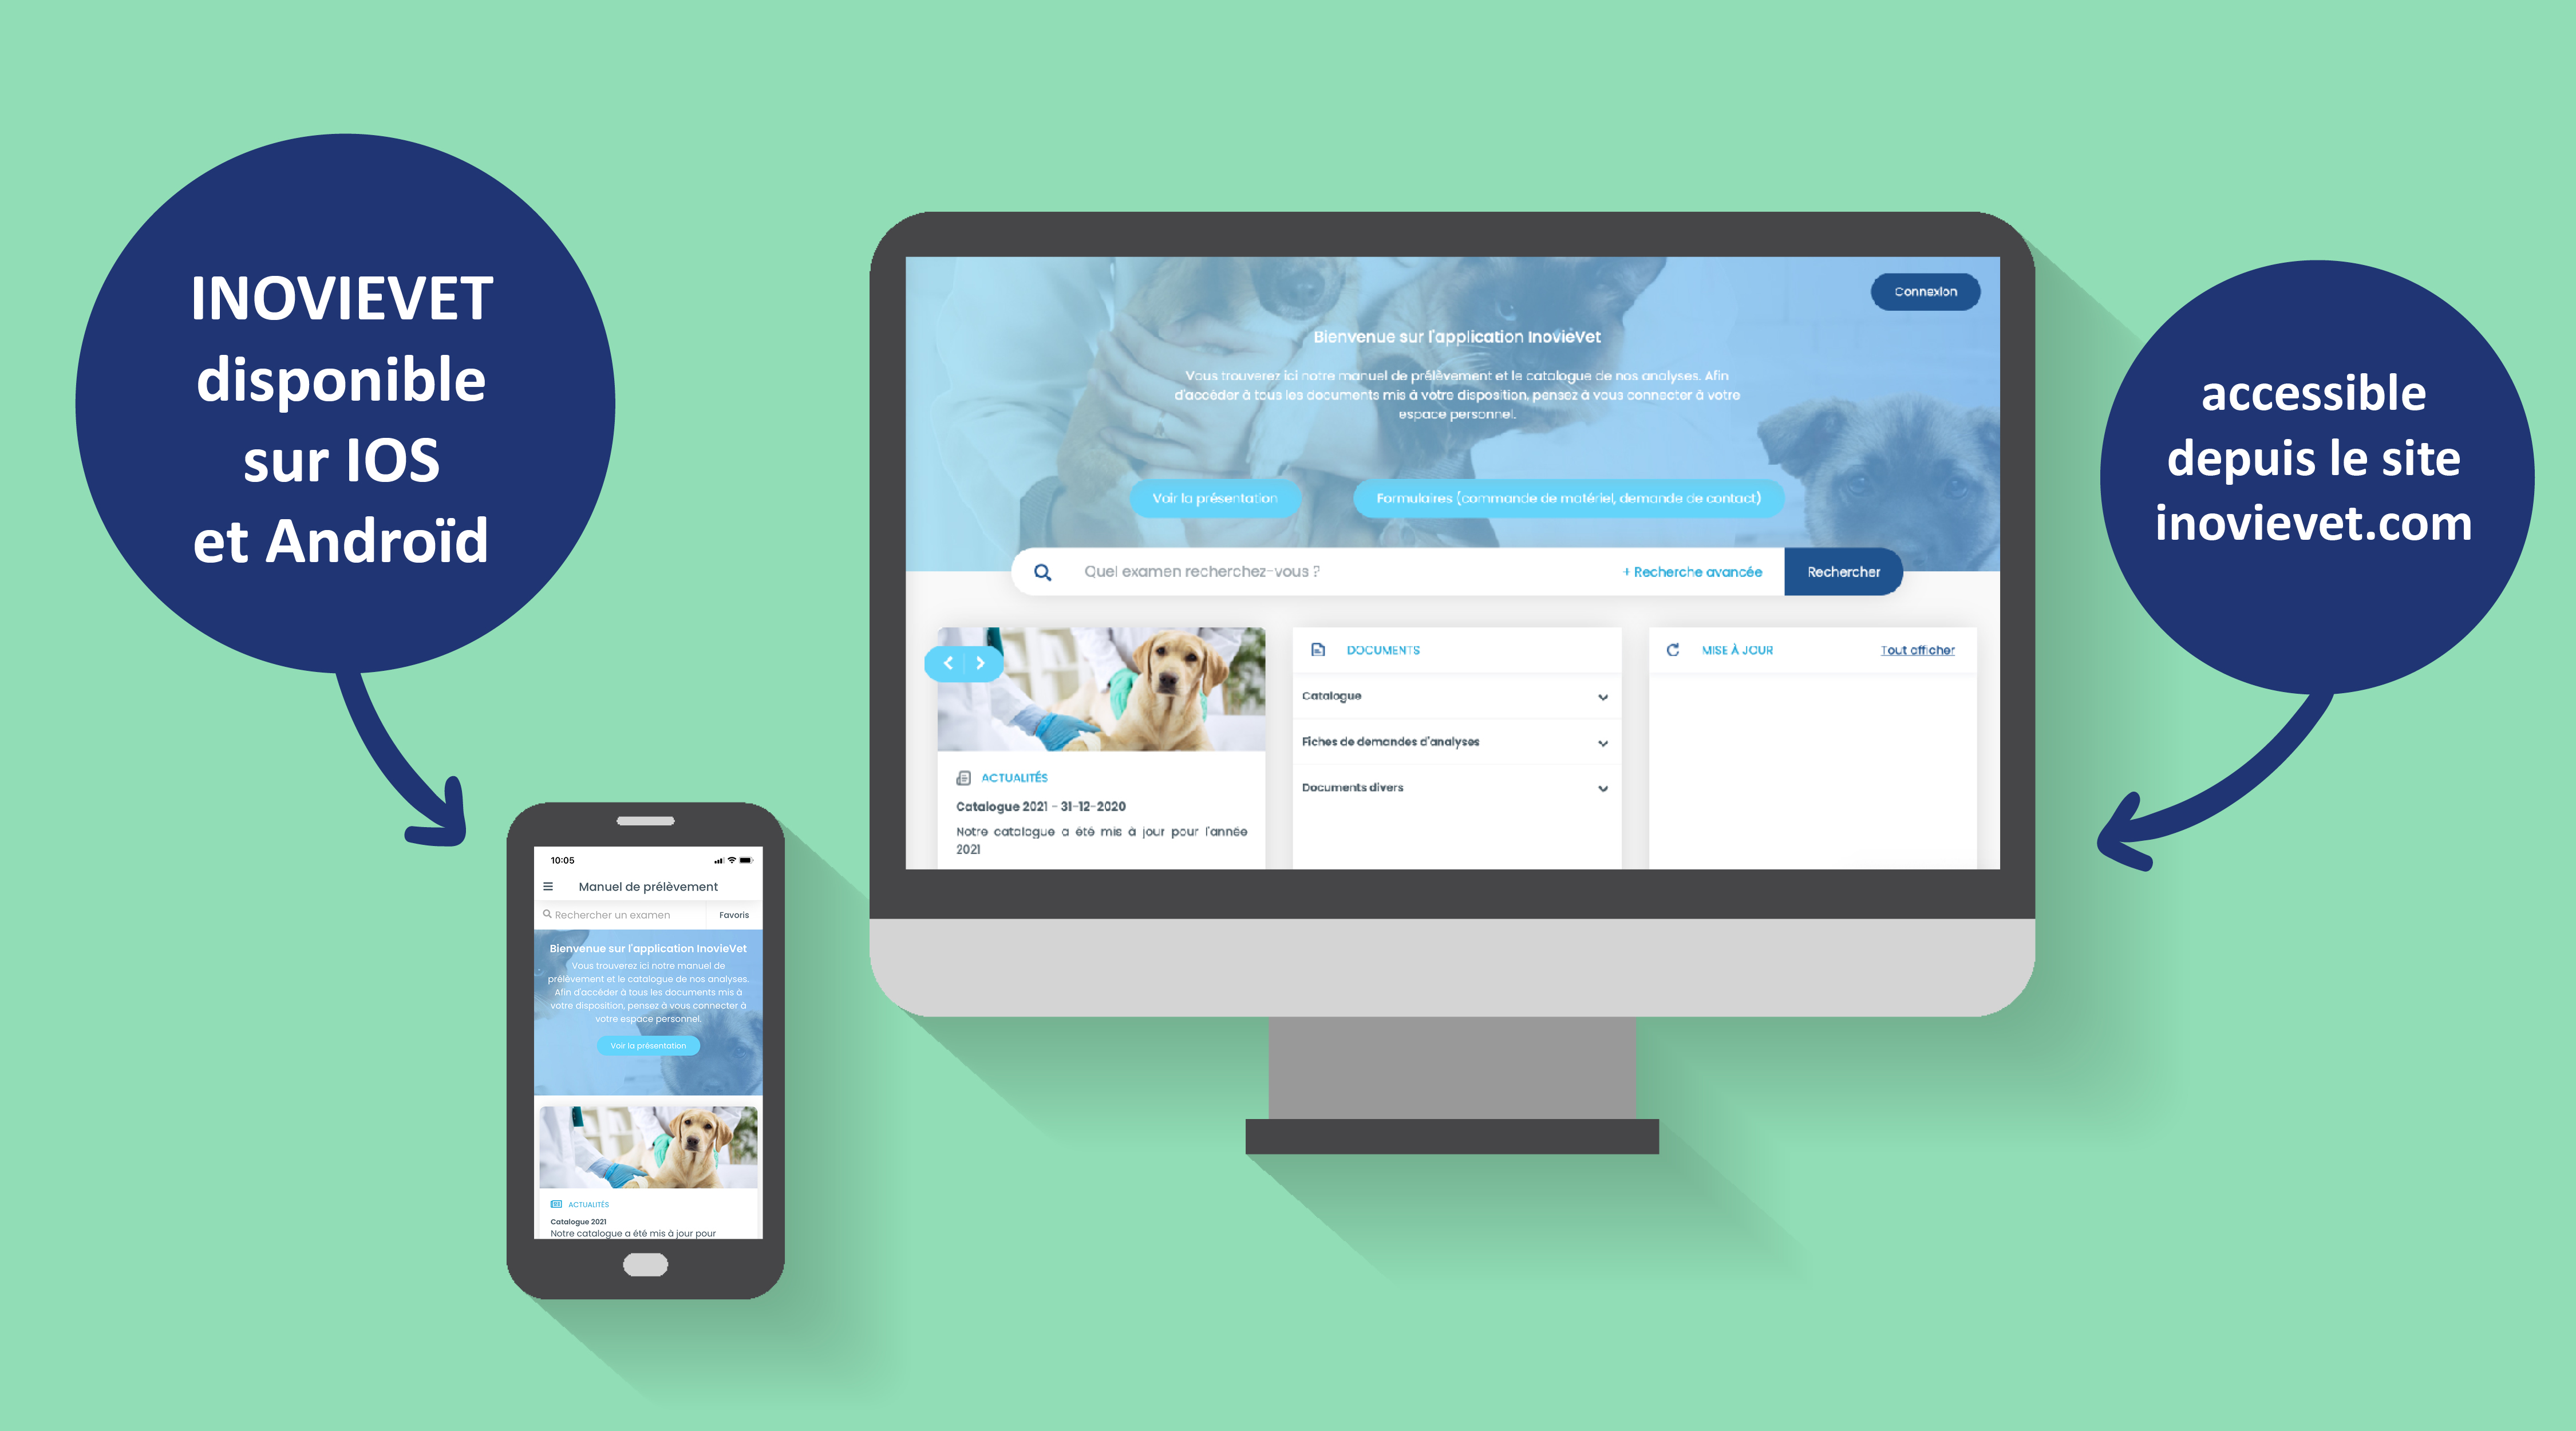 INOVIEVET
disponible
sur IOS
et Androïd
accessible
depuis le site
inovievet.com
Connexion
Bienvenue sur l'application InovieVet
Vous trouverez ici notre manuel de prélèvement et le catalogue de nos analyses. Afin
d'accéder à tous les documents mis à votre disposition, pensez à vous connecter à votre
espace personnel.
Voir la présentation
Formulaires (commande de matériel, demande de contact)
Quel examen recherchez-vous ?
+ Recherche avancée
Rechercher
ACTUALITÉS
Catalogue 2021 - 31-12-2020
Notre catalogue a été mis à jour pour l'année
2021
DOCUMENTS
Catalogue
Fiches de demandes d'analyses
Documents divers
MISE À JOUR
Tout afficher
10:05
Manuel de prélèvement
Rechercher un examen
Favoris
Bienvenue sur l'application InovieVet
Vous trouverez ici notre manuel de
prélèvement et le catalogue de nos analyses.
Afin d'accéder à tous les documents mis à
votre disposition, pensez à vous connecter à
votre espace personnel.
Voir la présentation
ACTUALITÉS
Catalogue 2021
Notre catalogue a été mis à jour pour